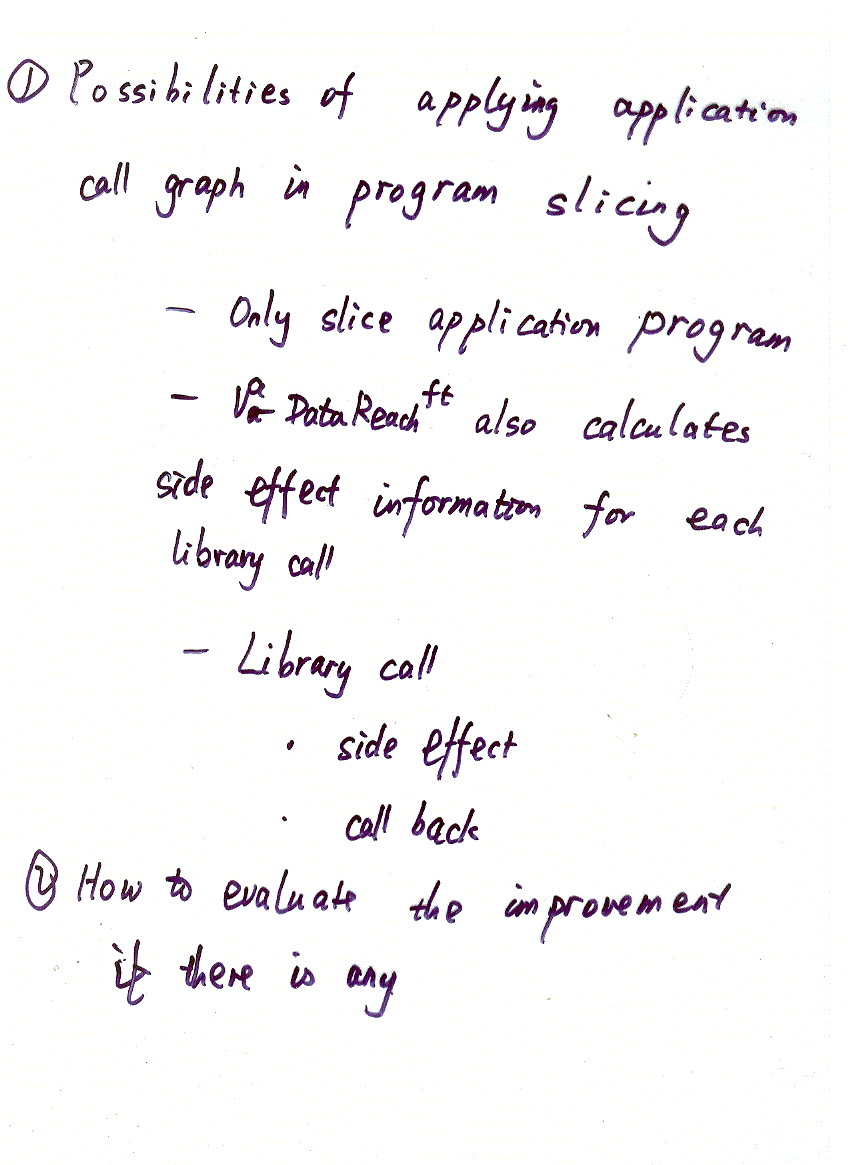 ① Possibilities of applying application
call graph in program slicing
— Only slice application program
— V^a- DataReach^ft also calculates
side effect information for each
library call
— Library call
· side effect
· call back
② How to evaluate the improvement
if there is any